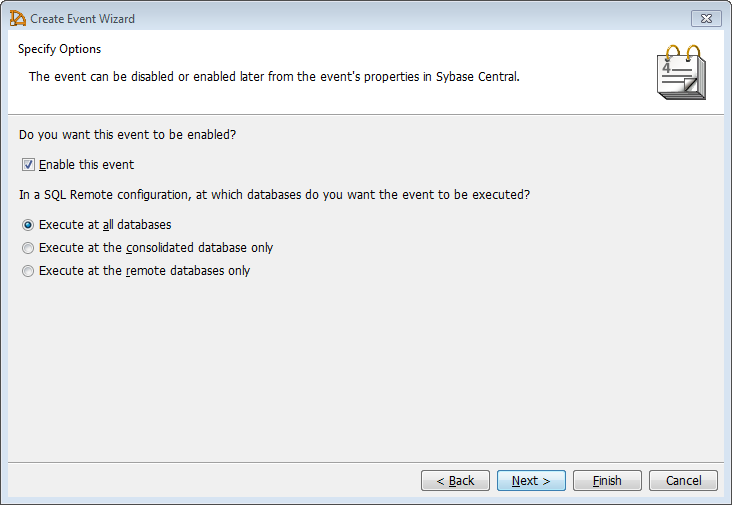 Create Event Wizard
Specify Options
The event can be disabled or enabled later from the event's properties in Sybase Central.
4
Do you want this event to be enabled?
Enable this event
In a SQL Remote configuration, at which databases do you want the event to be executed?
Execute at all databases
Execute at the consolidated database only
Execute at the remote databases only
< Back Next > Finish Cancel